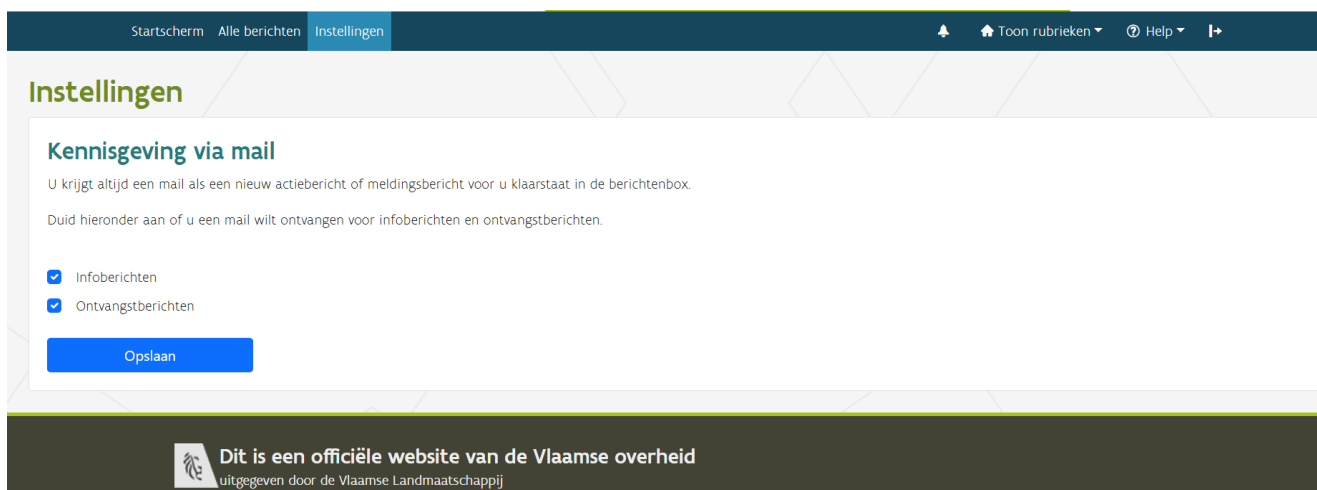 Startscherm Alle berichten Instellingen Toon rubrieken Help
Instellingen
Kennisgeving via mail
U krijgt altijd een mail als een nieuw actiebericht of meldingsbericht voor u klaarstaat in de berichtenbox.
Duid hieronder aan of u een mail wilt ontvangen voor infoberichten en ontvangstberichten.
Infoberichten
Ontvangstberichten
Opslaan
Dit is een officiële website van de Vlaamse overheid
uitgegeven door de Vlaamse Landmaatschappij